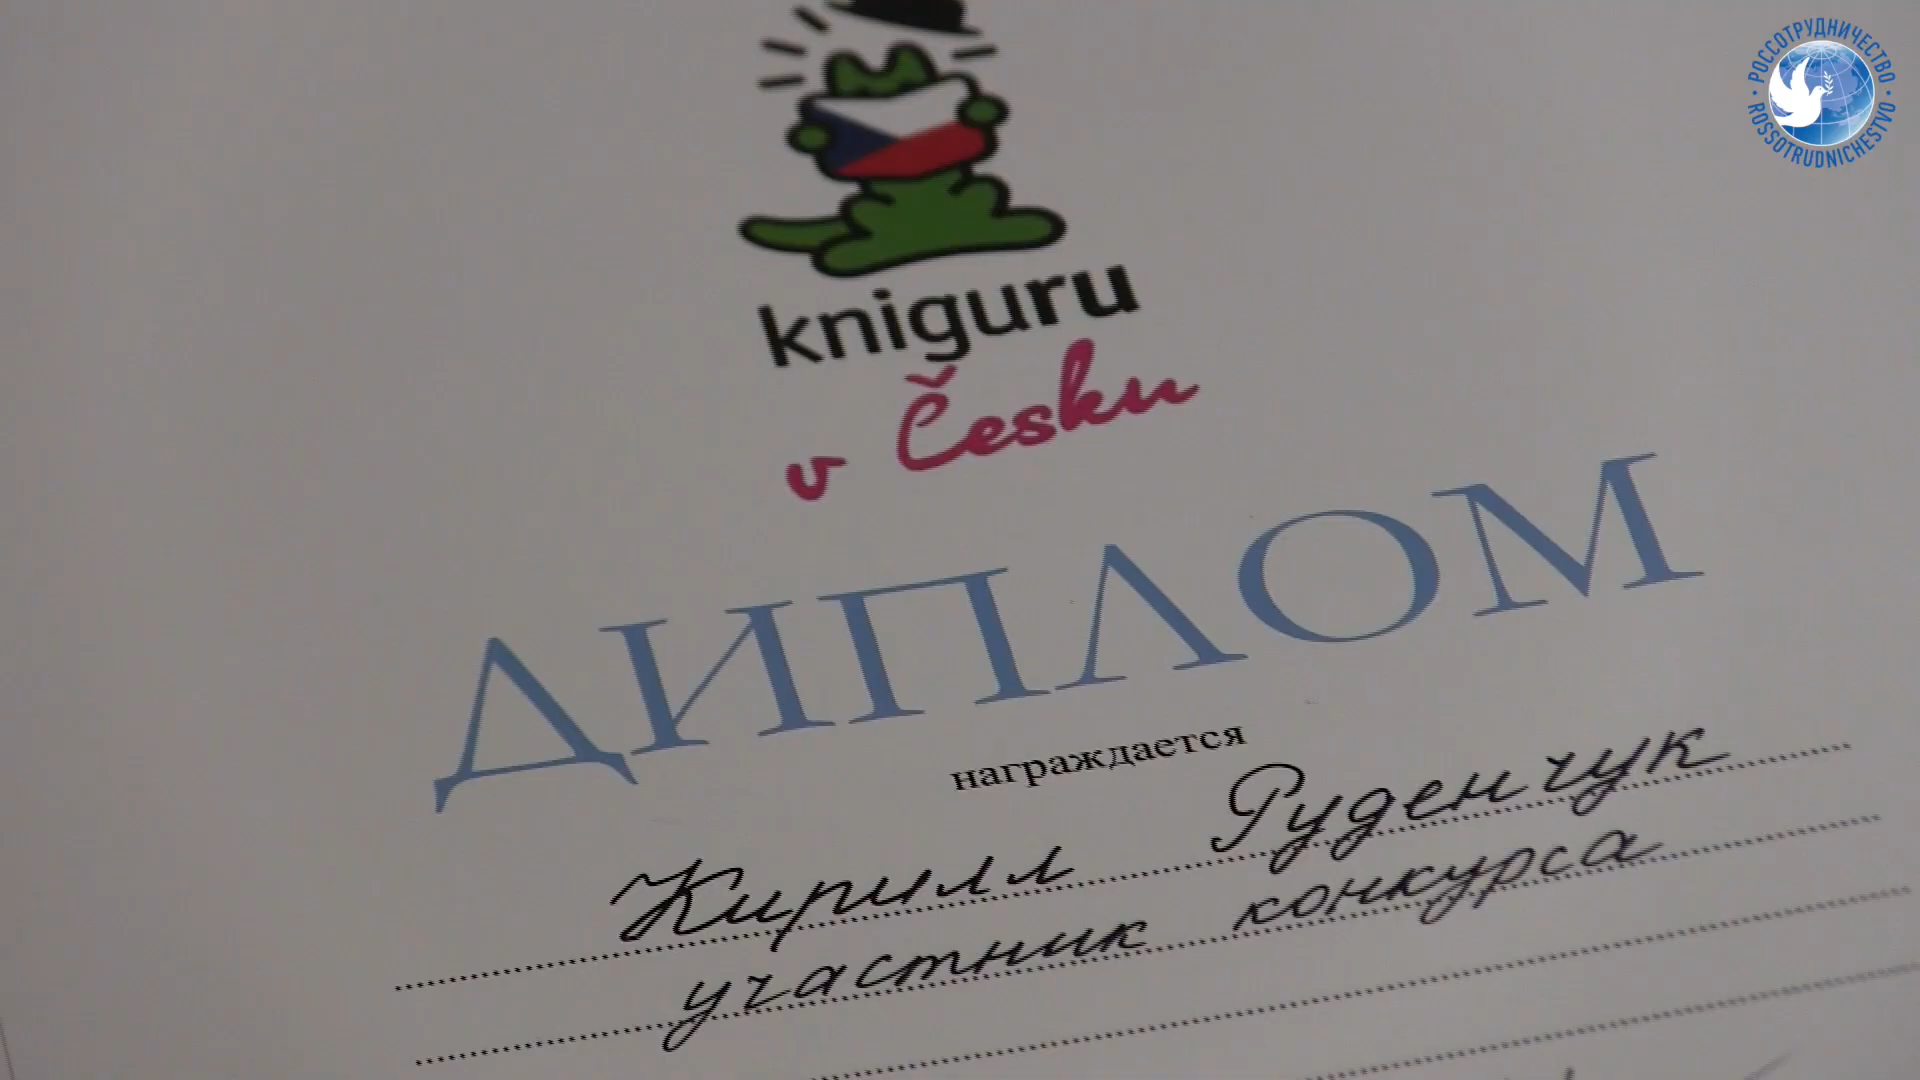 РОССОТРУДНИЧЕСТВО
ROSSOTRUDNICHESTVO
kniguru
v Česku
ДИПЛОМ
награждается
Кирилл Руденчук
участник конкурса